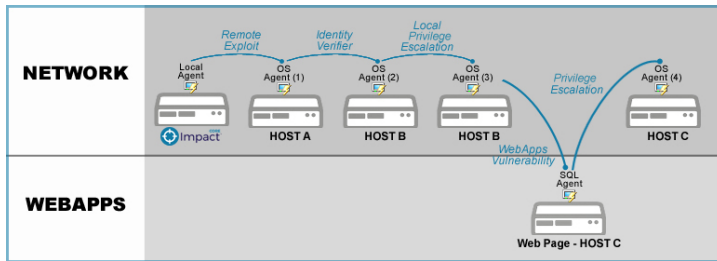 NETWORK
Remote
Exploit
Identity
Verifier
Local
Privilege
Escalation
Privilege
Escalation
Local
Agent
OS
Agent (1)
OS
Agent (2)
OS
Agent (3)
OS
Agent (4)
core
Impact
HOST A
HOST B
HOST B
HOST C
WebApps
Vulnerability
WEBAPPS
SQL
Agent
Web Page - HOST C